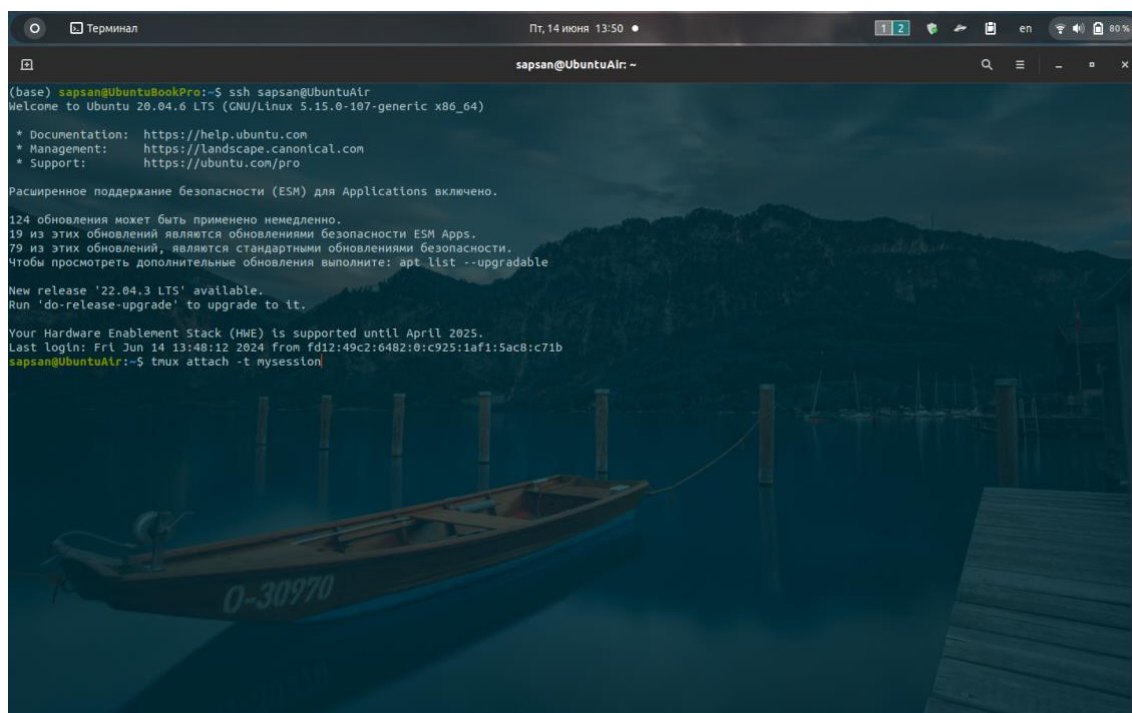 Терминал
Пт, 14 июня 13:50
1 2
en
80 %
sapsan@UbuntuAir: ~
(base) sapsan@UbuntuBookPro:~$ ssh sapsan@UbuntuAir
Welcome to Ubuntu 20.04.6 LTS (GNU/Linux 5.15.0-107-generic x86_64)
* Documentation: https://help.ubuntu.com
* Management: https://landscape.canonical.com
* Support: https://ubuntu.com/pro
Расширенное поддержание безопасности (ESM) для Applications включено.
124 обновления может быть применено немедленно.
19 из этих обновлений являются обновлениями безопасности ESM Apps.
79 из этих обновлений, являются стандартными обновлениями безопасности.
Чтобы просмотреть дополнительные обновления выполните: apt list --upgradable
New release '22.04.3 LTS' available.
Run 'do-release-upgrade' to upgrade to it.
Your Hardware Enablement Stack (HWE) is supported until April 2025.
Last login: Fri Jun 14 13:48:12 2024 from fd12:49c2:6482:0:c925:1af1:5ac8:c71b
sapsan@UbuntuAir:~$ tmux attach -t mysession
O-30970